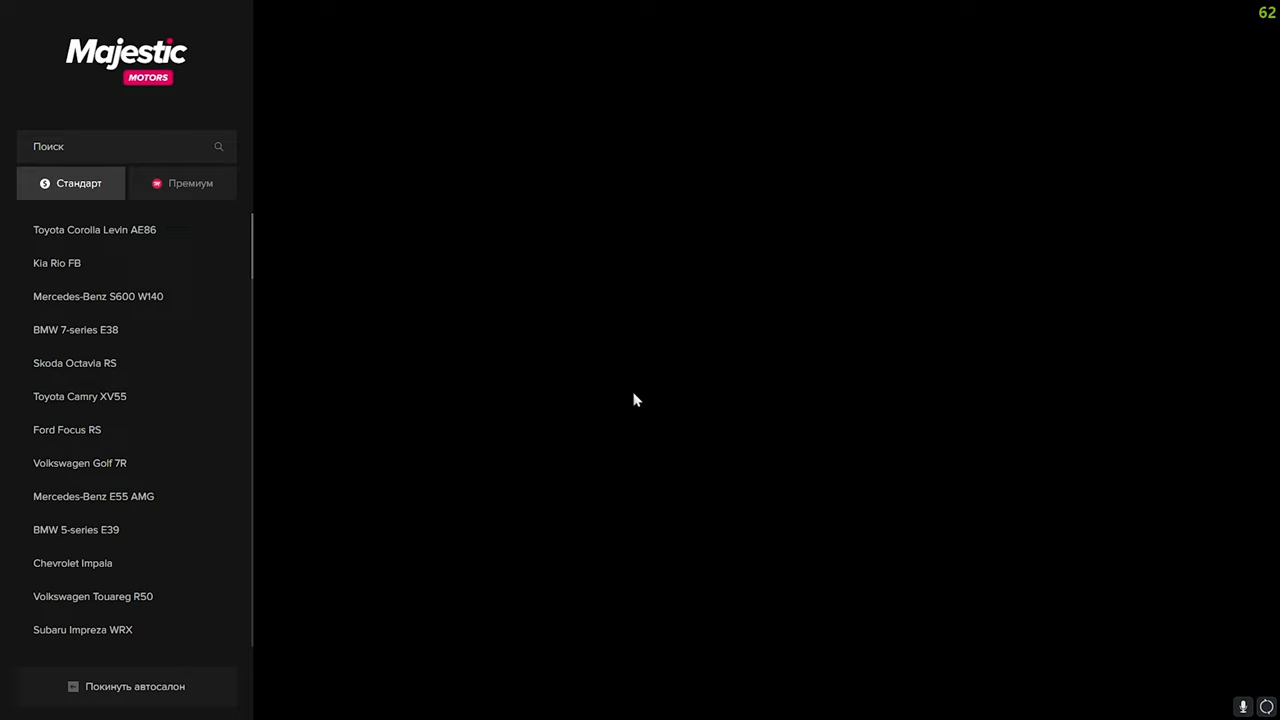 62
Majestic
MOTORS
Поиск
Стандарт
Премиум
Toyota Corolla Levin AE86
Kia Rio FB
Mercedes-Benz S600 W140
BMW 7-series E38
Skoda Octavia RS
Toyota Camry XV55
Ford Focus RS
Volkswagen Golf 7R
Mercedes-Benz E55 AMG
BMW 5-series E39
Chevrolet Impala
Volkswagen Touareg R50
Subaru Impreza WRX
Покинуть автосалон